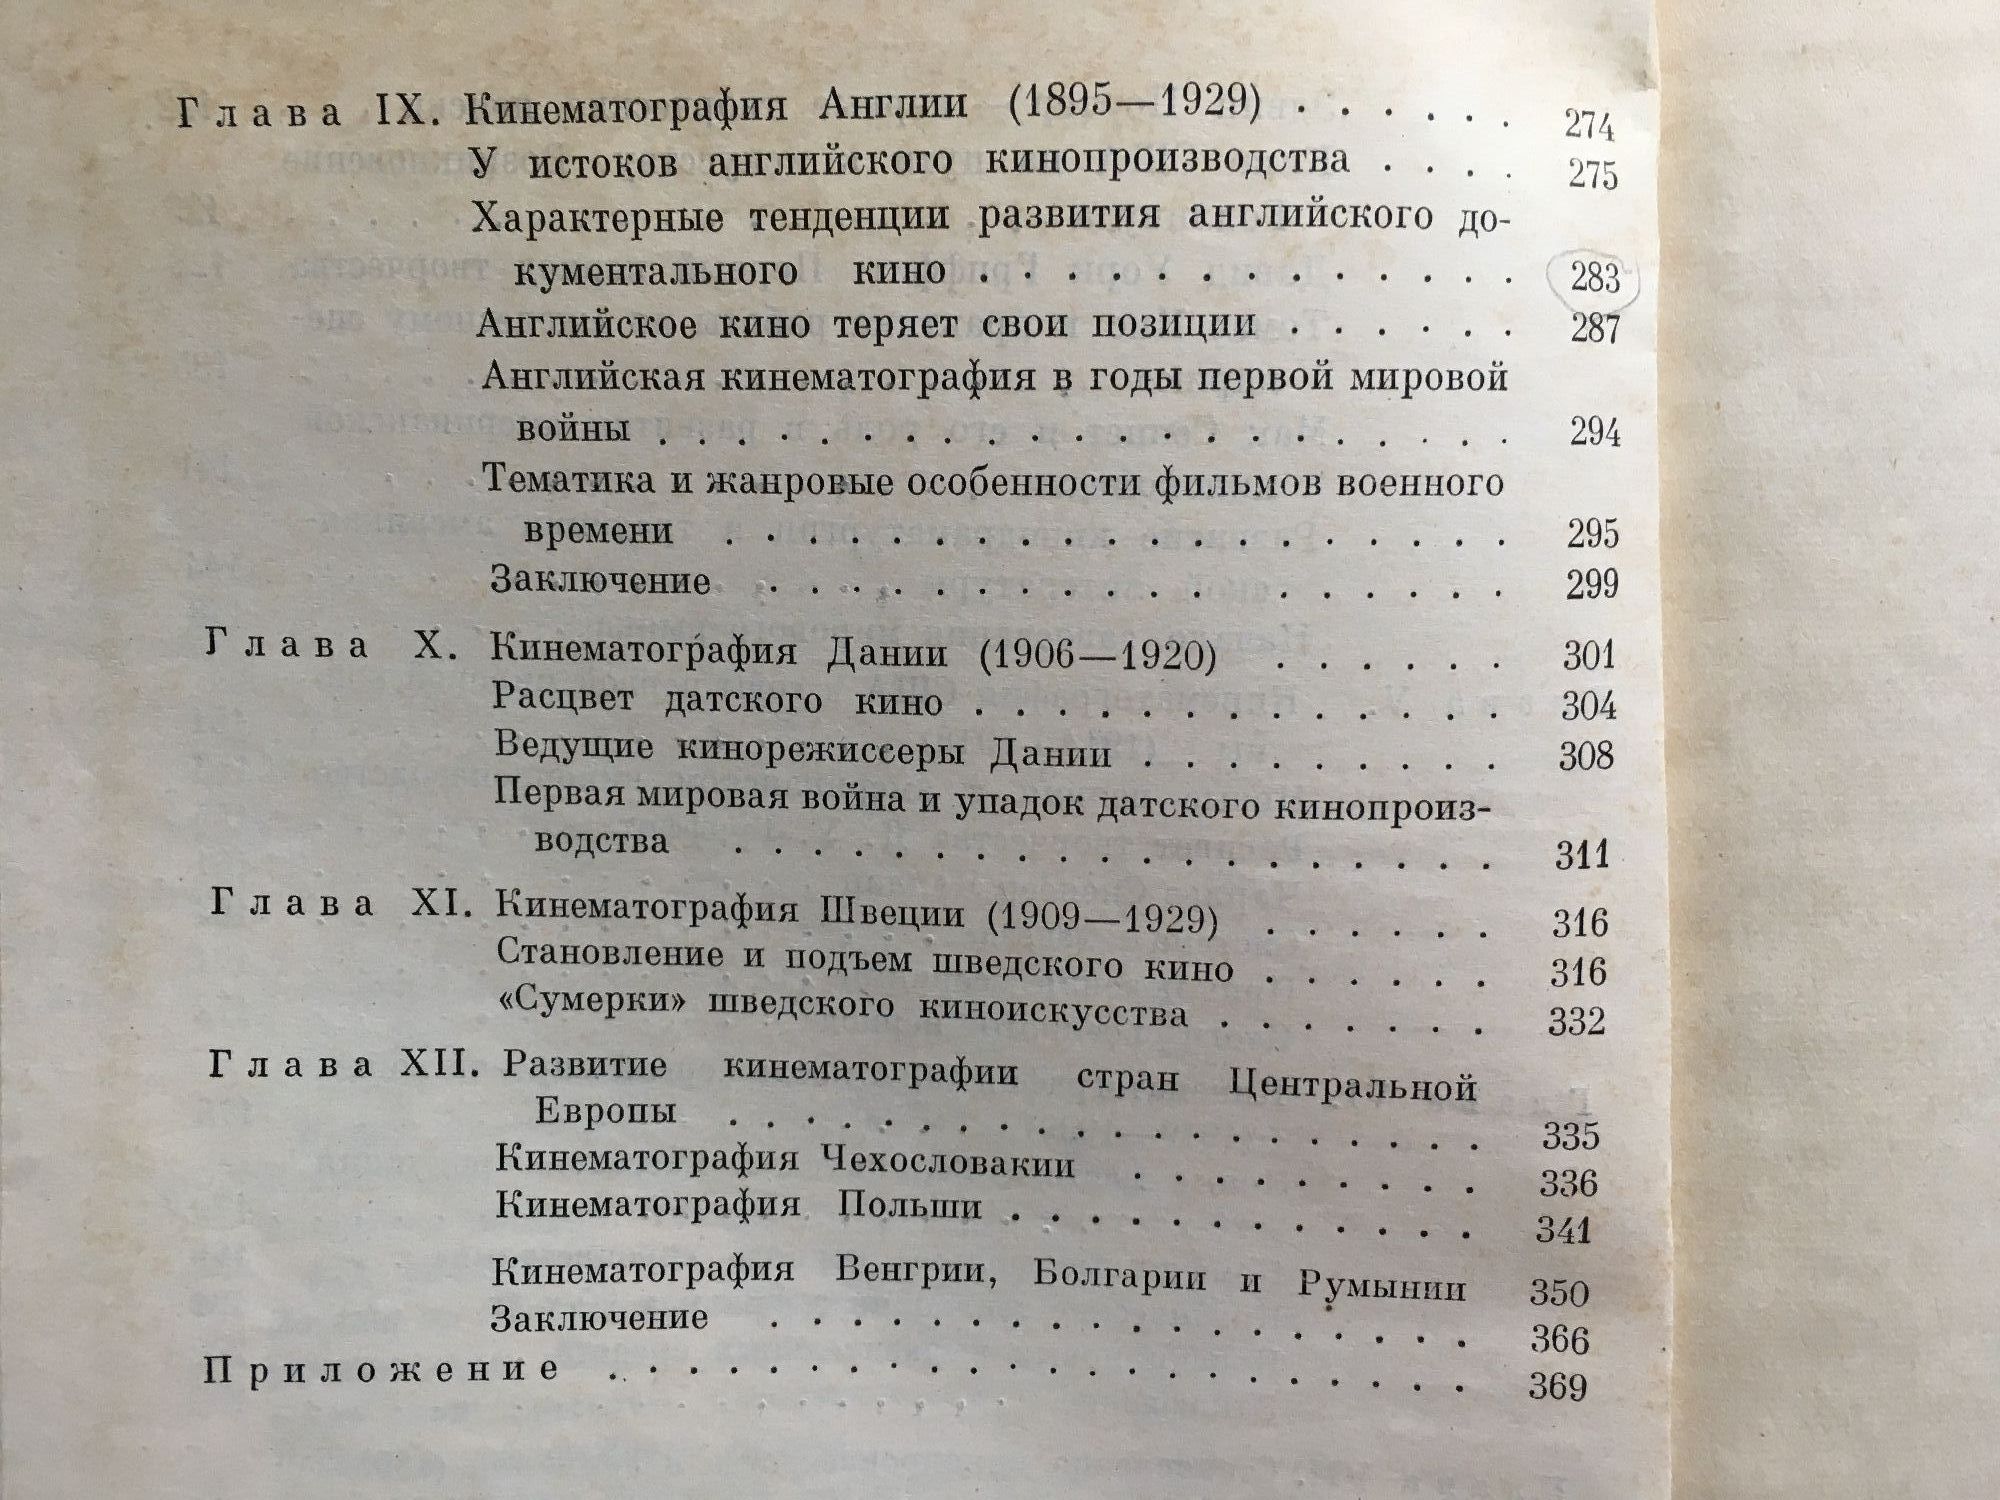 Глава IX. Кинематография Англии (1895—1929) . . . . . . 274
У истоков английского кинопроизводства . . . . 275
Характерные тенденции развития английского до-
кументального кино . . . . . . . . . . . . . 283
Английское кино теряет свои позиции . . . . . . 287
Английская кинематография в годы первой мировой
войны . . . . . . . . . . . . . . . . . . . . 294
Тематика и жанровые особенности фильмов военного
времени . . . . . . . . . . . . . . . . . . . 295
Заключение . . . . . . . . . . . . . . . . . . 299
Глава X. Кинематография Дании (1906—1920) . . . . . . 301
Расцвет датского кино . . . . . . . . . . . . . 304
Ведущие кинорежиссеры Дании . . . . . . . . . 308
Первая мировая война и упадок датского кинопроиз-
водства . . . . . . . . . . . . . . . . . . . 311
Глава XI. Кинематография Швеции (1909—1929) . . . . . . 316
Становление и подъем шведского кино . . . . . . 316
«Сумерки» шведского киноискусства . . . . . . . 332
Глава XII. Развитие кинематографии стран Центральной
Европы . . . . . . . . . . . . . . . . . . . 335
Кинематография Чехословакии . . . . . . . . . 336
Кинематография Польши . . . . . . . . . . . . 341
Кинематография Венгрии, Болгарии и Румынии 350
Заключение . . . . . . . . . . . . . . . . . . 366
Приложение . . . . . . . . . . . . . . . . . . . . . . 369